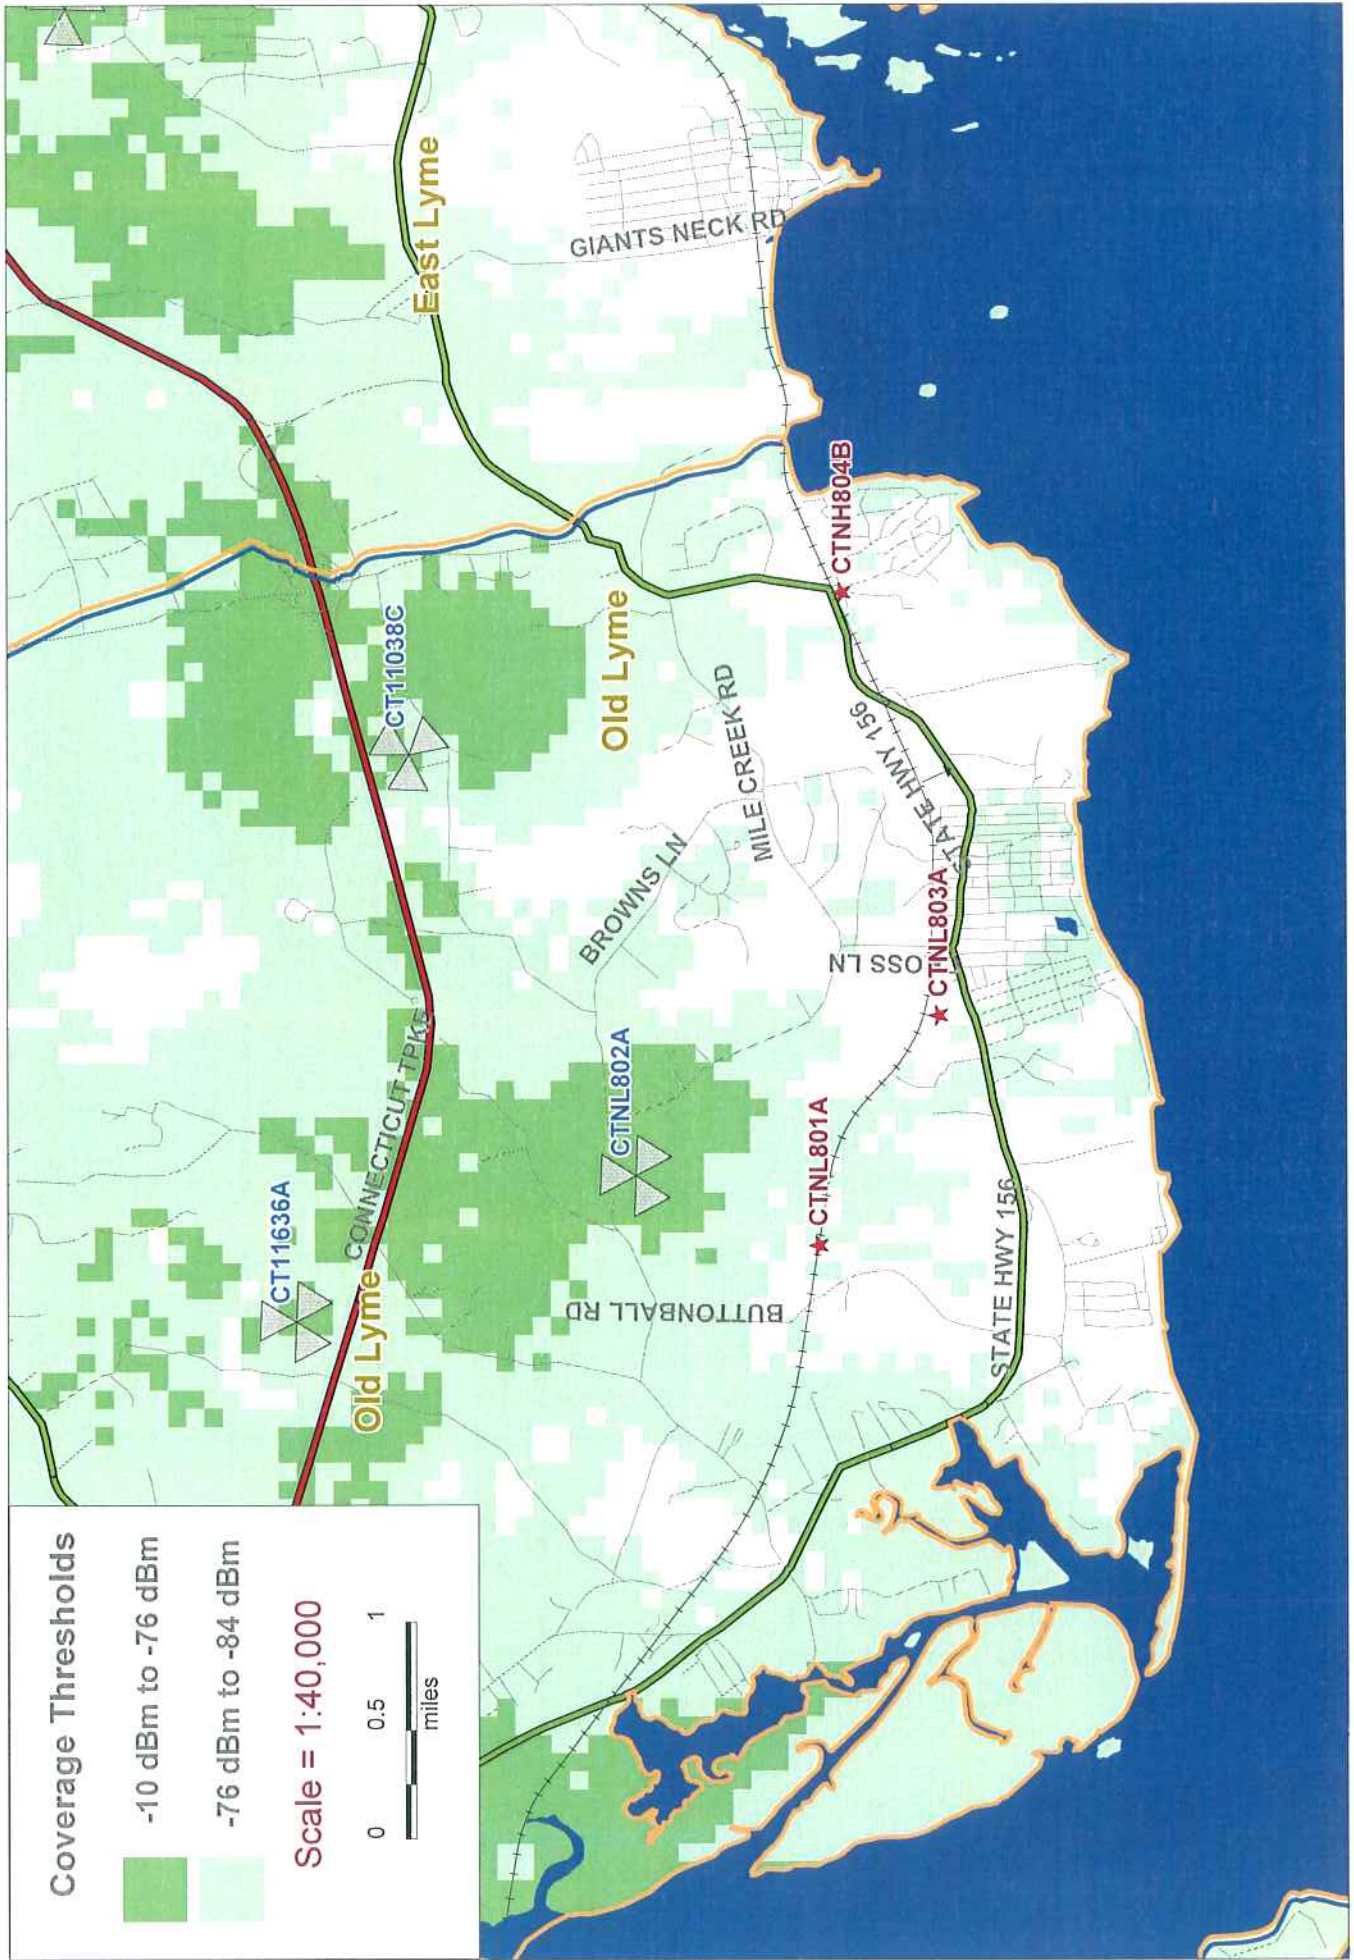 Coverage Thresholds
-10 dBm to -76 dBm
-76 dBm to -84 dBm
Scale = 1:40,000
0 0.5 1
miles
CT11636A
CONNECTICUT TPKE
Old Lyme
CT11038C
East Lyme
GIANTS NECK RD
CTNL802A
BROWNS LN
Old Lyme
MILE CREEK RD
BUTTONBALL RD
CTNL801A
OSS LN
CTNL803A
STATE HWY 156
CTNH804B
STATE HWY 156